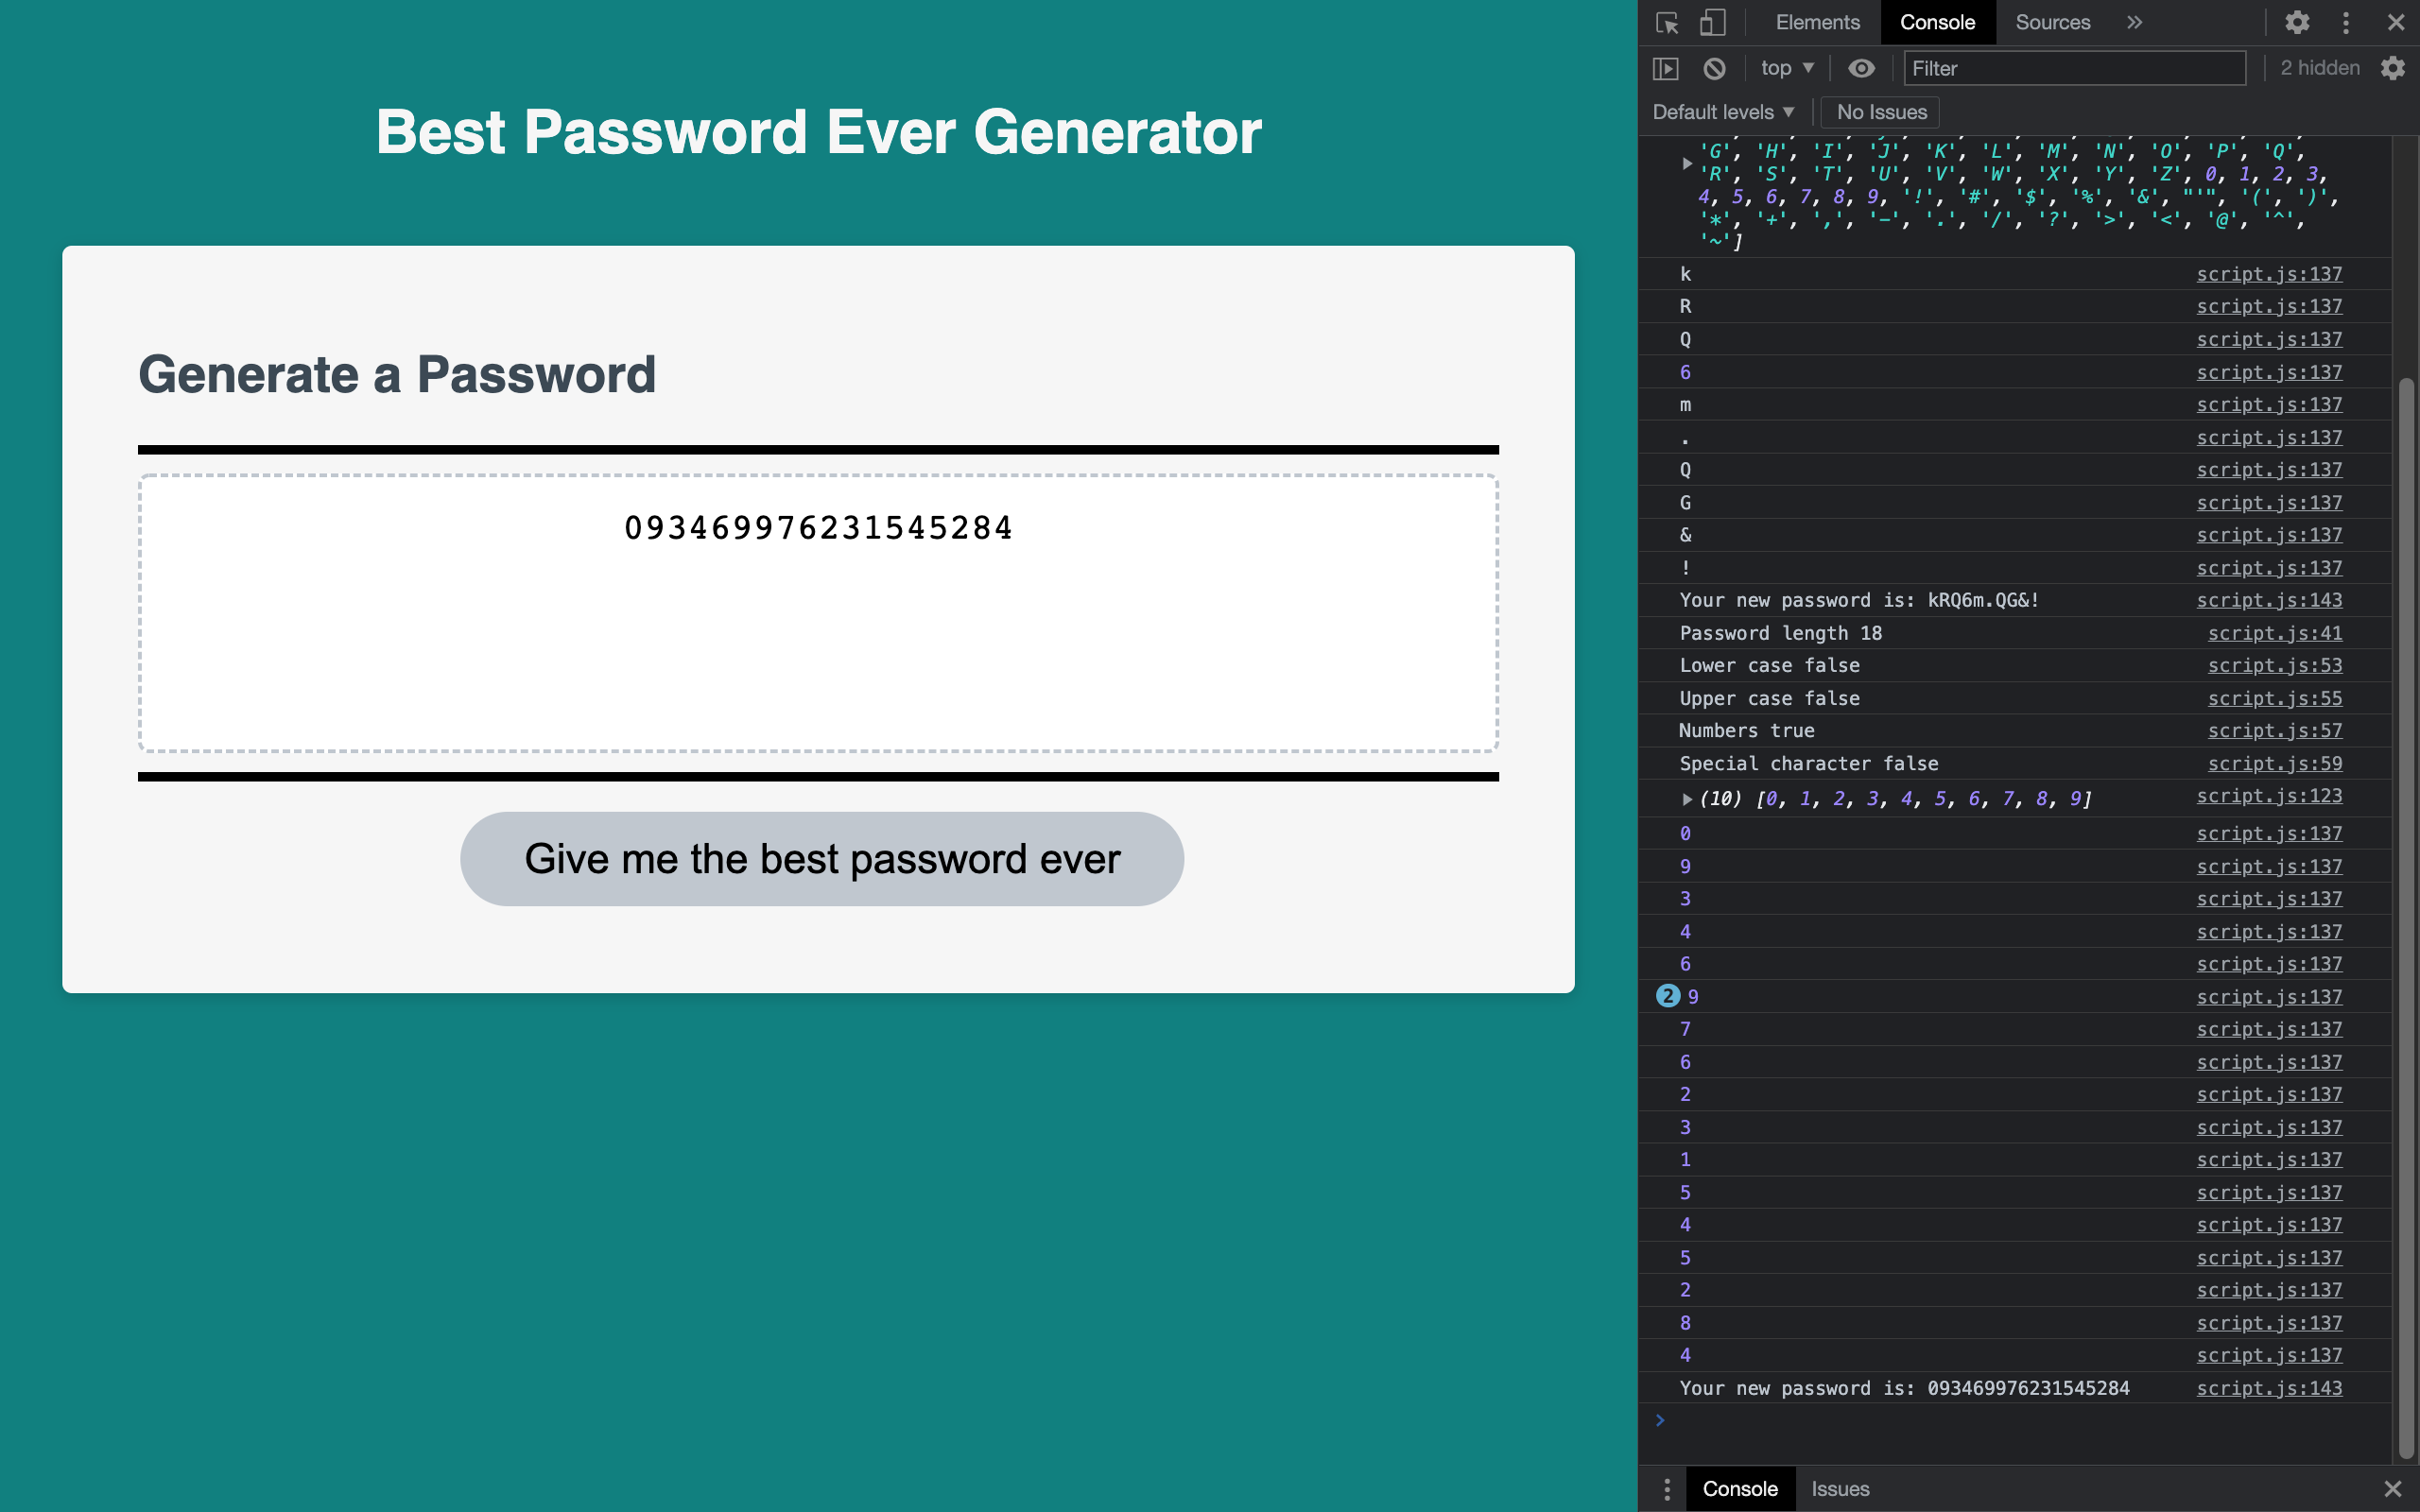 Best Password Ever Generator
Generate a Password
093469976231545284
Give me the best password ever
Elements Console Sources
top ▼ Filter 2 hidden
Default levels ▼ No Issues
'G', 'H', 'I', 'J', 'K', 'L', 'M', 'N', 'O', 'P', 'Q',
'R', 'S', 'T', 'U', 'V', 'W', 'X', 'Y', 'Z', 0, 1, 2, 3,
4, 5, 6, 7, 8, 9, '!', '#', '$', '%', '&', "'", '(', ')',
'*', '+', ',', '-', '.', '/', '?', '>', '<', '@', '^',
'~']
k script.js:137
R script.js:137
Q script.js:137
6 script.js:137
m script.js:137
. script.js:137
Q script.js:137
G script.js:137
& script.js:137
! script.js:137
Your new password is: kRQ6m.QG&! script.js:143
Password length 18 script.js:41
Lower case false script.js:53
Upper case false script.js:55
Numbers true script.js:57
Special character false script.js:59
(10) [0, 1, 2, 3, 4, 5, 6, 7, 8, 9] script.js:123
0 script.js:137
9 script.js:137
3 script.js:137
4 script.js:137
6 script.js:137
2 9 script.js:137
7 script.js:137
6 script.js:137
2 script.js:137
3 script.js:137
1 script.js:137
5 script.js:137
4 script.js:137
5 script.js:137
2 script.js:137
8 script.js:137
4 script.js:137
Your new password is: 093469976231545284 script.js:143
Console Issues